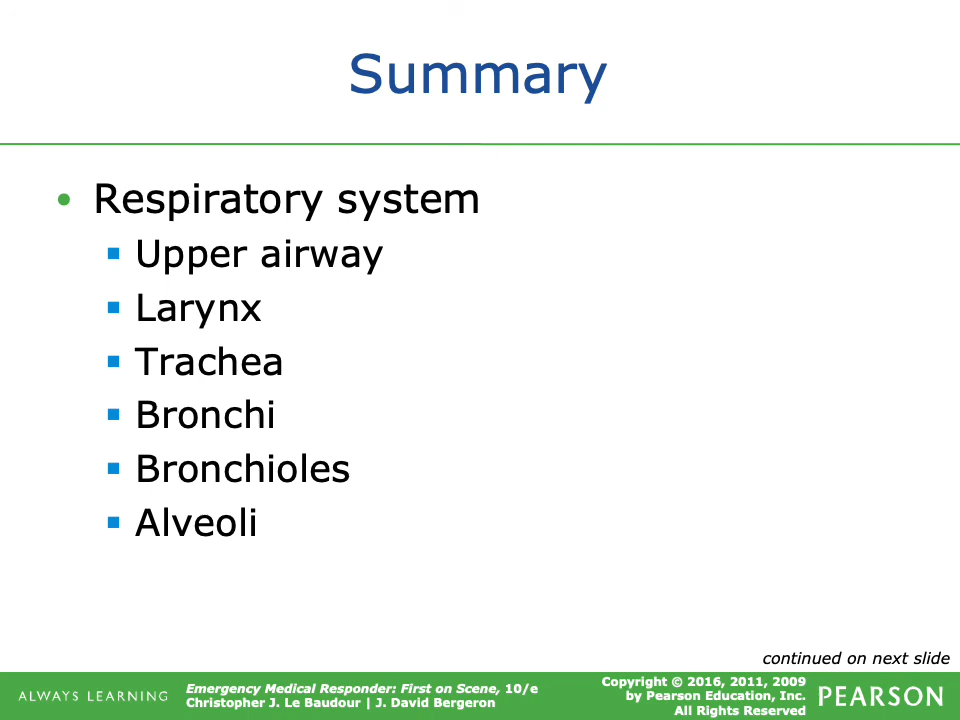 Summary
• Respiratory system
▪ Upper airway
▪ Larynx
▪ Trachea
▪ Bronchi
▪ Bronchioles
▪ Alveoli
continued on next slide
ALWAYS LEARNING
Emergency Medical Responder: First on Scene, 10/e
Christopher J. Le Baudour | J. David Bergeron
Copyright © 2016, 2011, 2009
by Pearson Education, Inc.
All Rights Reserved
PEARSON